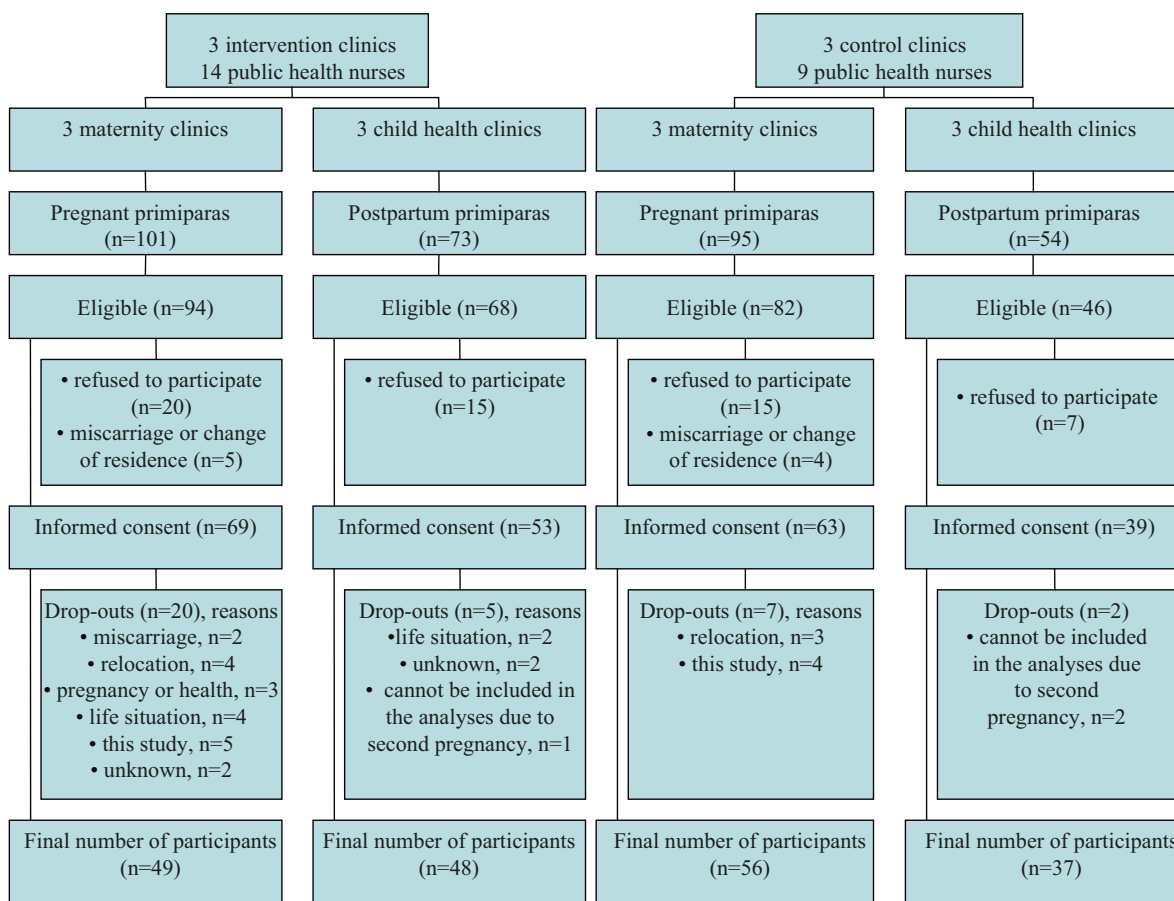 3 intervention clinics
14 public health nurses
3 control clinics
9 public health nurses
3 maternity clinics
3 child health clinics
3 maternity clinics
3 child health clinics
Pregnant primiparas
(n=101)
Postpartum primiparas
(n=73)
Pregnant primiparas
(n=95)
Postpartum primiparas
(n=54)
Eligible (n=94)
Eligible (n=68)
Eligible (n=82)
Eligible (n=46)
• refused to participate
(n=20)
• miscarriage or change
of residence (n=5)
• refused to participate
(n=15)
• refused to participate
(n=15)
• miscarriage or change
of residence (n=4)
• refused to participate
(n=7)
Informed consent (n=69)
Informed consent (n=53)
Informed consent (n=63)
Informed consent (n=39)
Drop-outs (n=20), reasons
• miscarriage, n=2
• relocation, n=4
• pregnancy or health, n=3
• life situation, n=4
• this study, n=5
• unknown, n=2
Drop-outs (n=5), reasons
•life situation, n=2
• unknown, n=2
• cannot be included in
the analyses due to
second pregnancy, n=1
Drop-outs (n=7), reasons
• relocation, n=3
• this study, n=4
Drop-outs (n=2)
• cannot be included
in the analyses due
to second
pregnancy, n=2
Final number of participants
(n=49)
Final number of participants
(n=48)
Final number of participants
(n=56)
Final number of participants
(n=37)